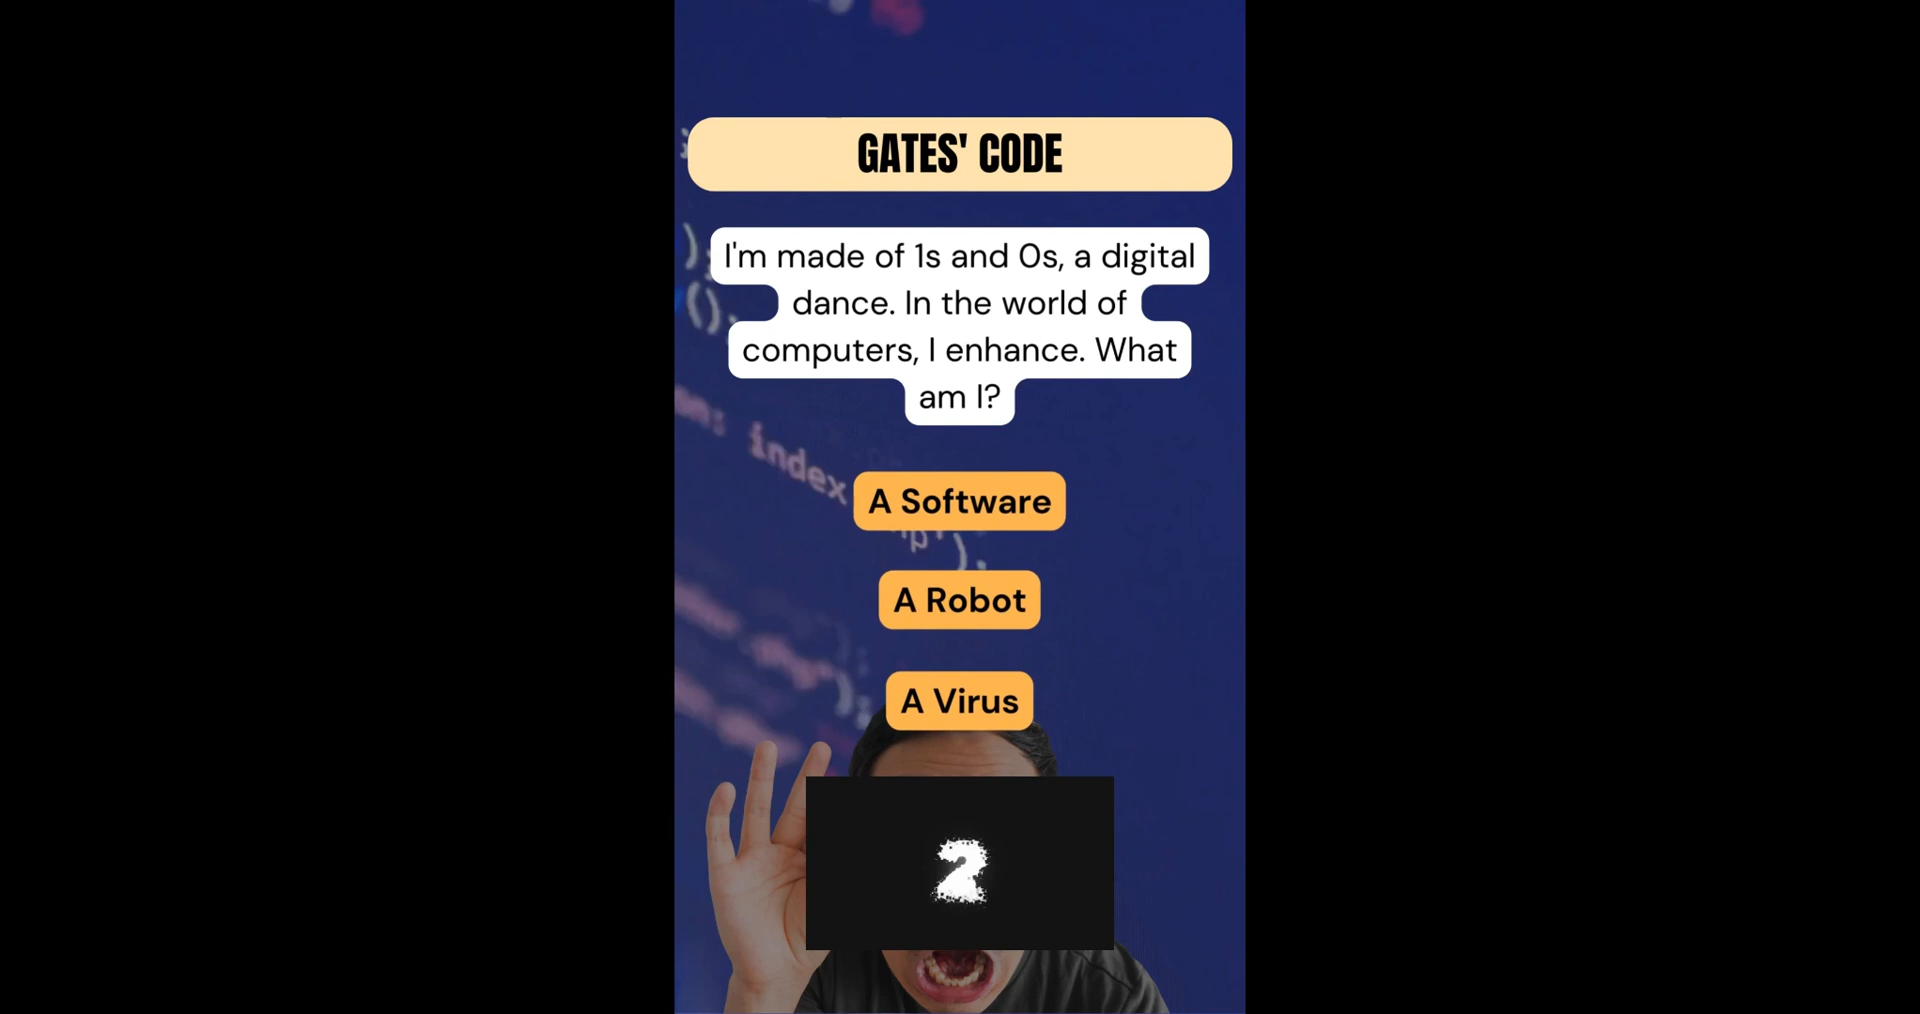 GATES' CODE
I'm made of 1s and 0s, a digital
dance. In the world of
computers, I enhance. What
am I?
index
A Software
A Robot
A Virus
2